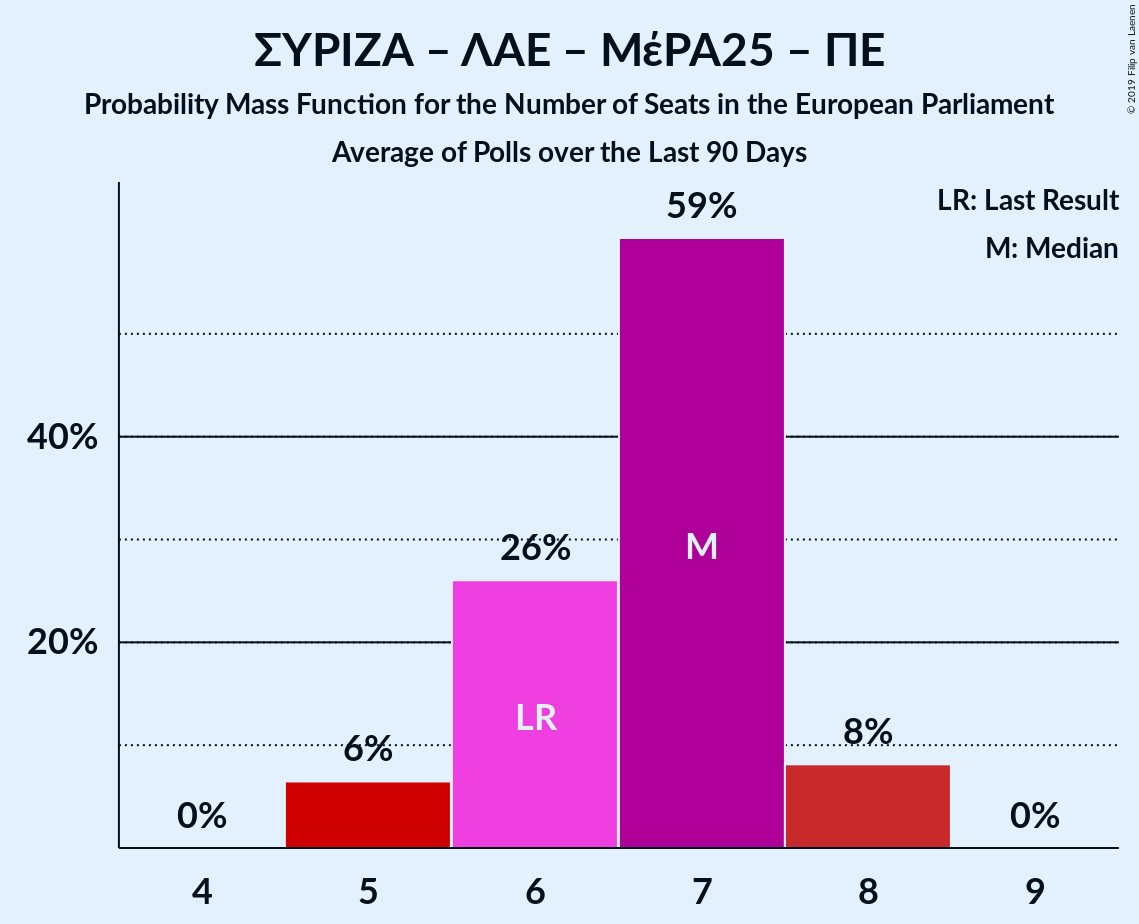 ΣΥΡΙΖΑ – ΛΑΕ – ΜέΡΑ25 – ΠΕ
Probability Mass Function for the Number of Seats in the European Parliament
Average of Polls over the Last 90 Days
© 2019 Filip van Laenen
LR: Last Result
M: Median
59%
40%
26%
M
20%
LR
6%
8%
0%
0%
4 5 6 7 8 9